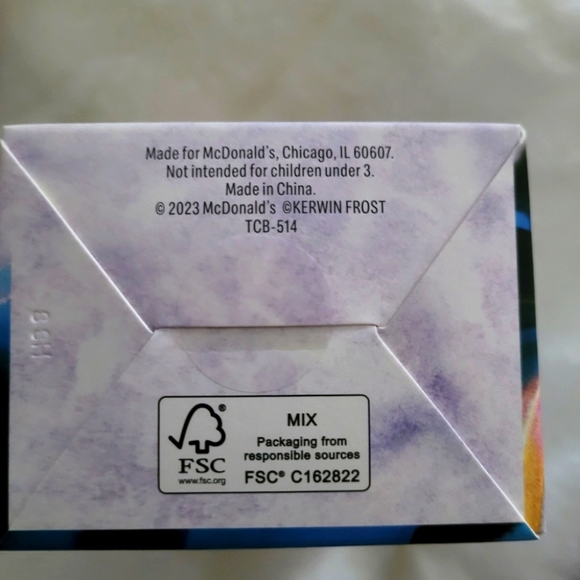 Made for McDonald's, Chicago, IL 60607.
Not intended for children under 3.
Made in China.
© 2023 McDonald's ©KERWIN FROST
TCB-514
MIX
Packaging from
responsible sources
FSC® C162822
®
FSC
www.fsc.org